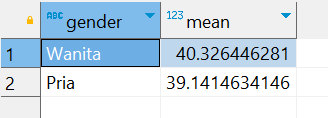 ABC gender 123 mean
1 Wanita 40.326446281
2 Pria 39.1414634146